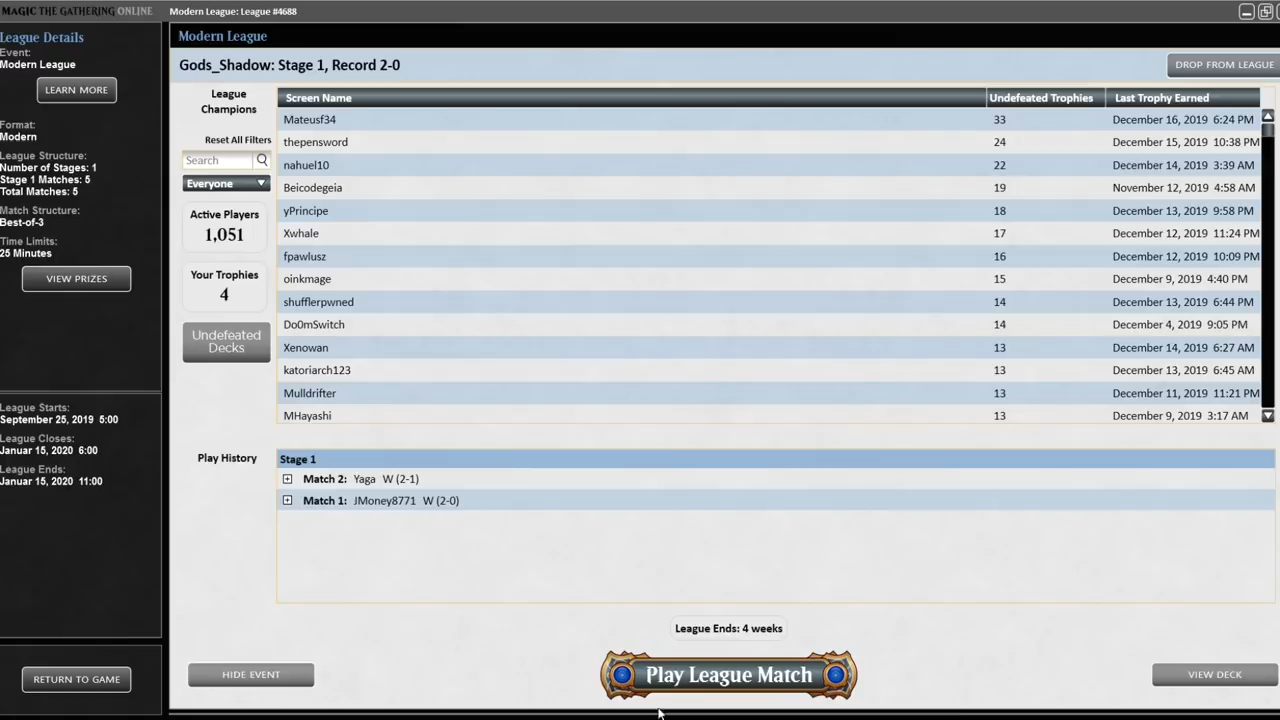 MAGIC THE GATHERING ONLINE
Modern League: League #4688
League Details
Event:
Modern League
LEARN MORE
Format:
Modern
League Structure:
Number of Stages: 1
Stage 1 Matches: 5
Total Matches: 5
Match Structure:
Best-of-3
Time Limits:
25 Minutes
VIEW PRIZES
League Starts:
September 25, 2019 5:00
League Closes:
Januar 15, 2020 6:00
League Ends:
Januar 15, 2020 11:00
RETURN TO GAME
Modern League
Gods_Shadow: Stage 1, Record 2-0
DROP FROM LEAGUE
League
Champions
Reset All Filters
Search
Everyone
Active Players
1,051
Your Trophies
4
Undefeated
Decks
Screen Name Undefeated Trophies Last Trophy Earned
Mateusf34 33 December 16, 2019 6:24 PM
thepensword 24 December 15, 2019 10:38 PM
nahuel10 22 December 14, 2019 3:39 AM
Beicodegeia 19 November 12, 2019 4:58 AM
yPrincipe 18 December 13, 2019 9:58 PM
Xwhale 17 December 12, 2019 11:24 PM
fpawlusz 16 December 12, 2019 10:09 PM
oinkmage 15 December 9, 2019 4:40 PM
shufflerpwned 14 December 13, 2019 6:44 PM
Do0mSwitch 14 December 4, 2019 9:05 PM
Xenowan 13 December 14, 2019 6:27 AM
katoriarch123 13 December 13, 2019 6:45 AM
Mulldrifter 13 December 11, 2019 11:21 PM
MHayashi 13 December 9, 2019 3:17 AM
Play History
Stage 1
Match 2: Yaga W (2-1)
Match 1: JMoney8771 W (2-0)
League Ends: 4 weeks
HIDE EVENT
Play League Match
VIEW DECK